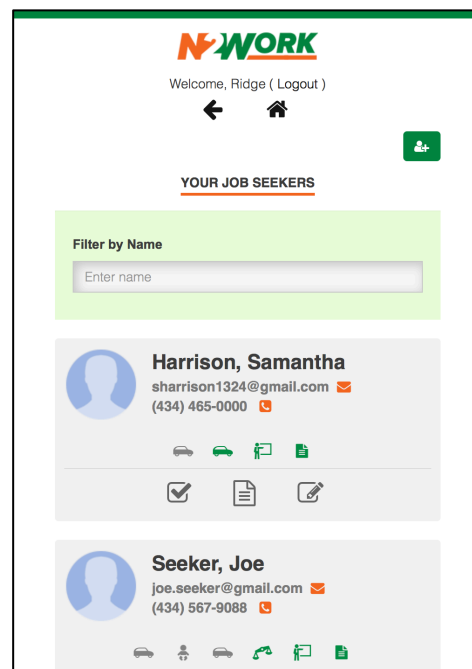 N2WORK
Welcome, Ridge ( Logout )
YOUR JOB SEEKERS
Filter by Name
Enter name
Harrison, Samantha
sharrison1324@gmail.com
(434) 465-0000
Seeker, Joe
joe.seeker@gmail.com
(434) 567-9088